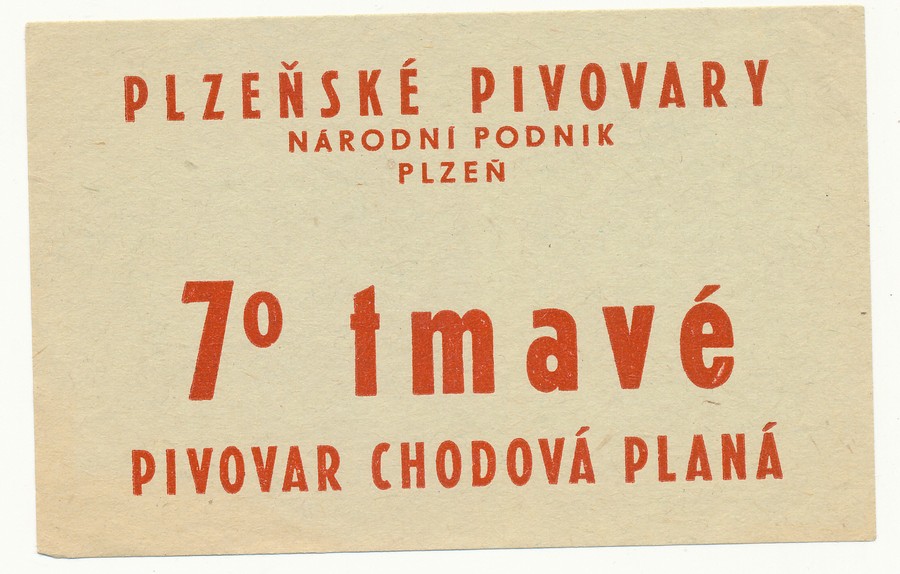 PLZEŇSKÉ PIVOVARY
NÁRODNÍ PODNIK
PLZEŇ
7° tmavé
PIVOVAR CHODOVÁ PLANÁ